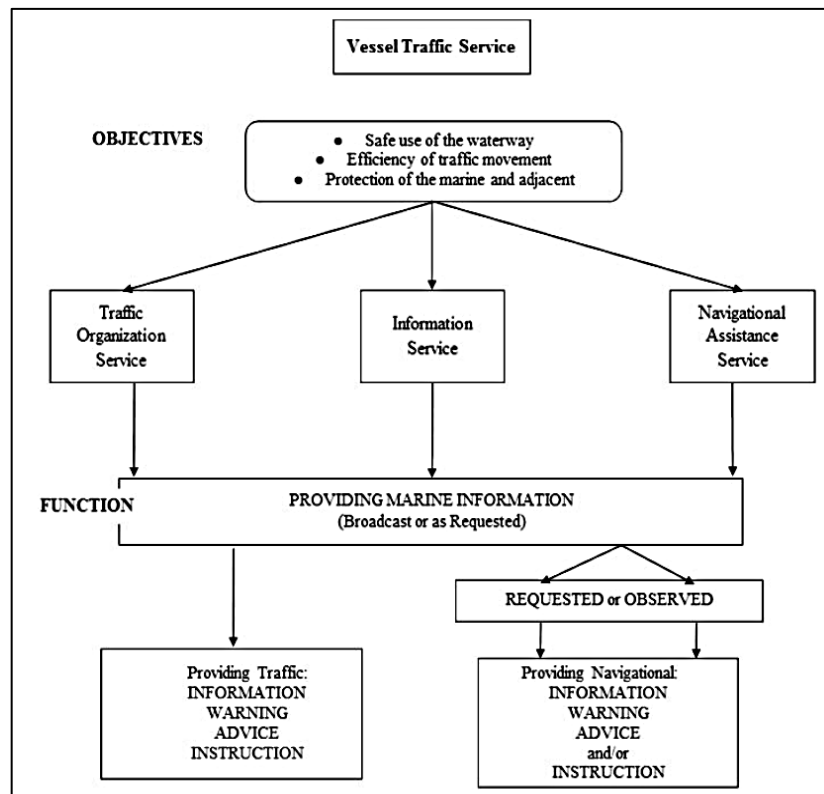 Vessel Traffic Service
OBJECTIVES
● Safe use of the waterway
● Efficiency of traffic movement
● Protection of the marine and adjacent
Traffic
Organization
Service
Information
Service
Navigational
Assistance
Service
FUNCTION
PROVIDING MARINE INFORMATION
(Broadcast or as Requested)
REQUESTED or OBSERVED
Providing Traffic:
INFORMATION
WARNING
ADVICE
INSTRUCTION
Providing Navigational:
INFORMATION
WARNING
ADVICE
and/or
INSTRUCTION